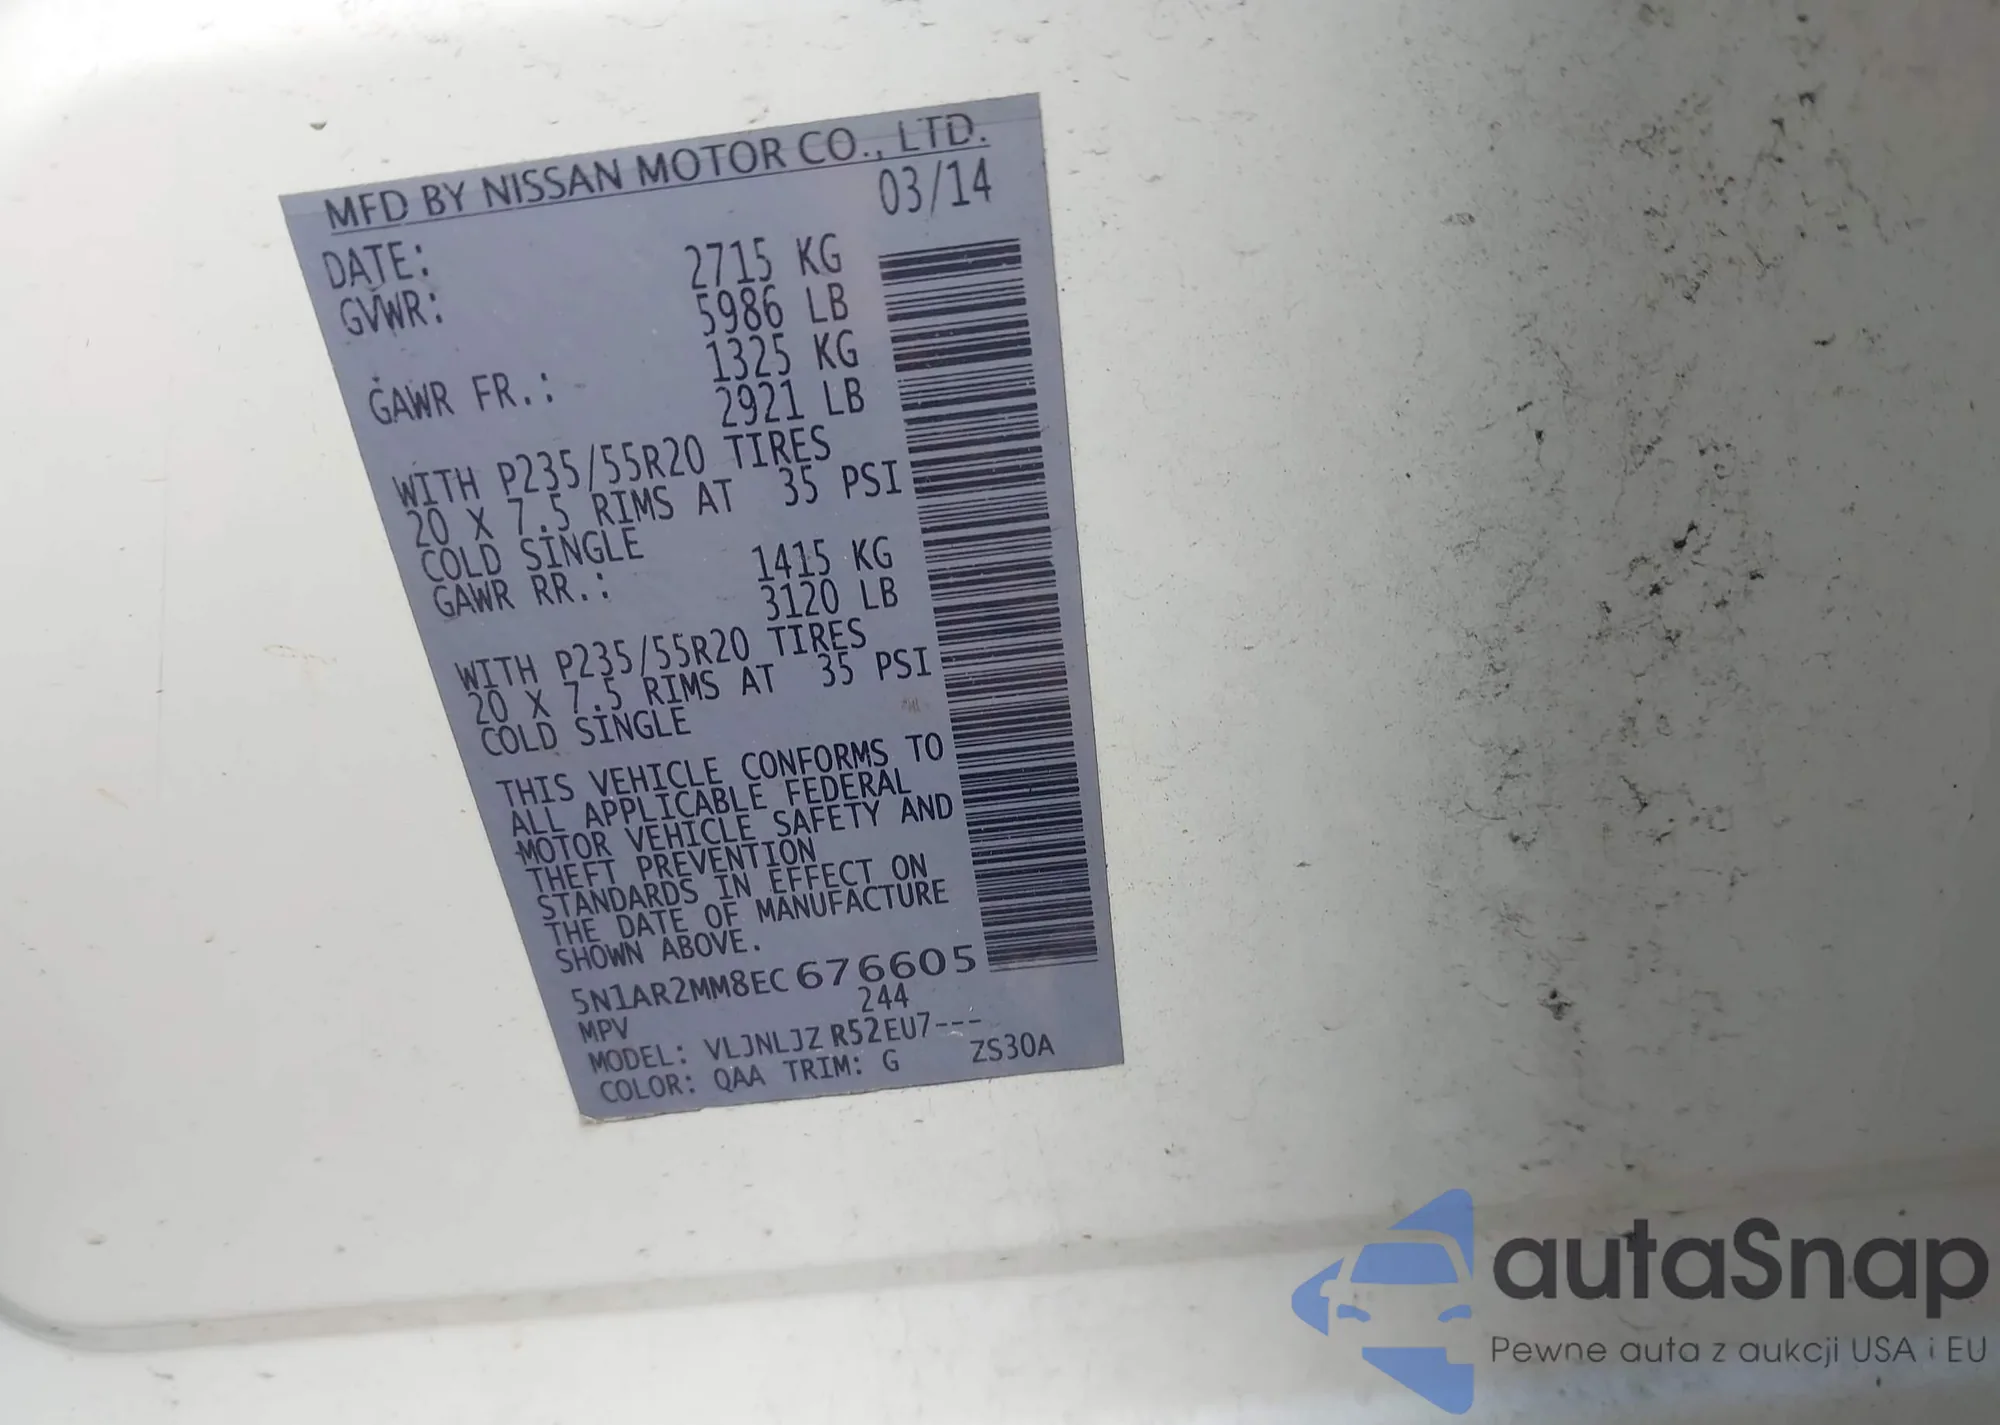 MFD BY NISSAN MOTOR CO., LTD.
DATE: 03/14
GVWR: 2715 KG
5986 LB
GAWR FR.: 1325 KG
2921 LB
WITH P235/55R20 TIRES
20 X 7.5 RIMS AT 35 PSI
COLD SINGLE
GAWR RR.: 1415 KG
3120 LB
WITH P235/55R20 TIRES
20 X 7.5 RIMS AT 35 PSI
COLD SINGLE
THIS VEHICLE CONFORMS TO
ALL APPLICABLE FEDERAL
MOTOR VEHICLE SAFETY AND
THEFT PREVENTION
STANDARDS IN EFFECT ON
THE DATE OF MANUFACTURE
SHOWN ABOVE.
5N1AR2MM8EC676605
MPV 244
MODEL: VLJNLJZ R52EU7---
COLOR: QAA TRIM: G ZS30A
autaSnap
Pewne auta z aukcji USA i EU